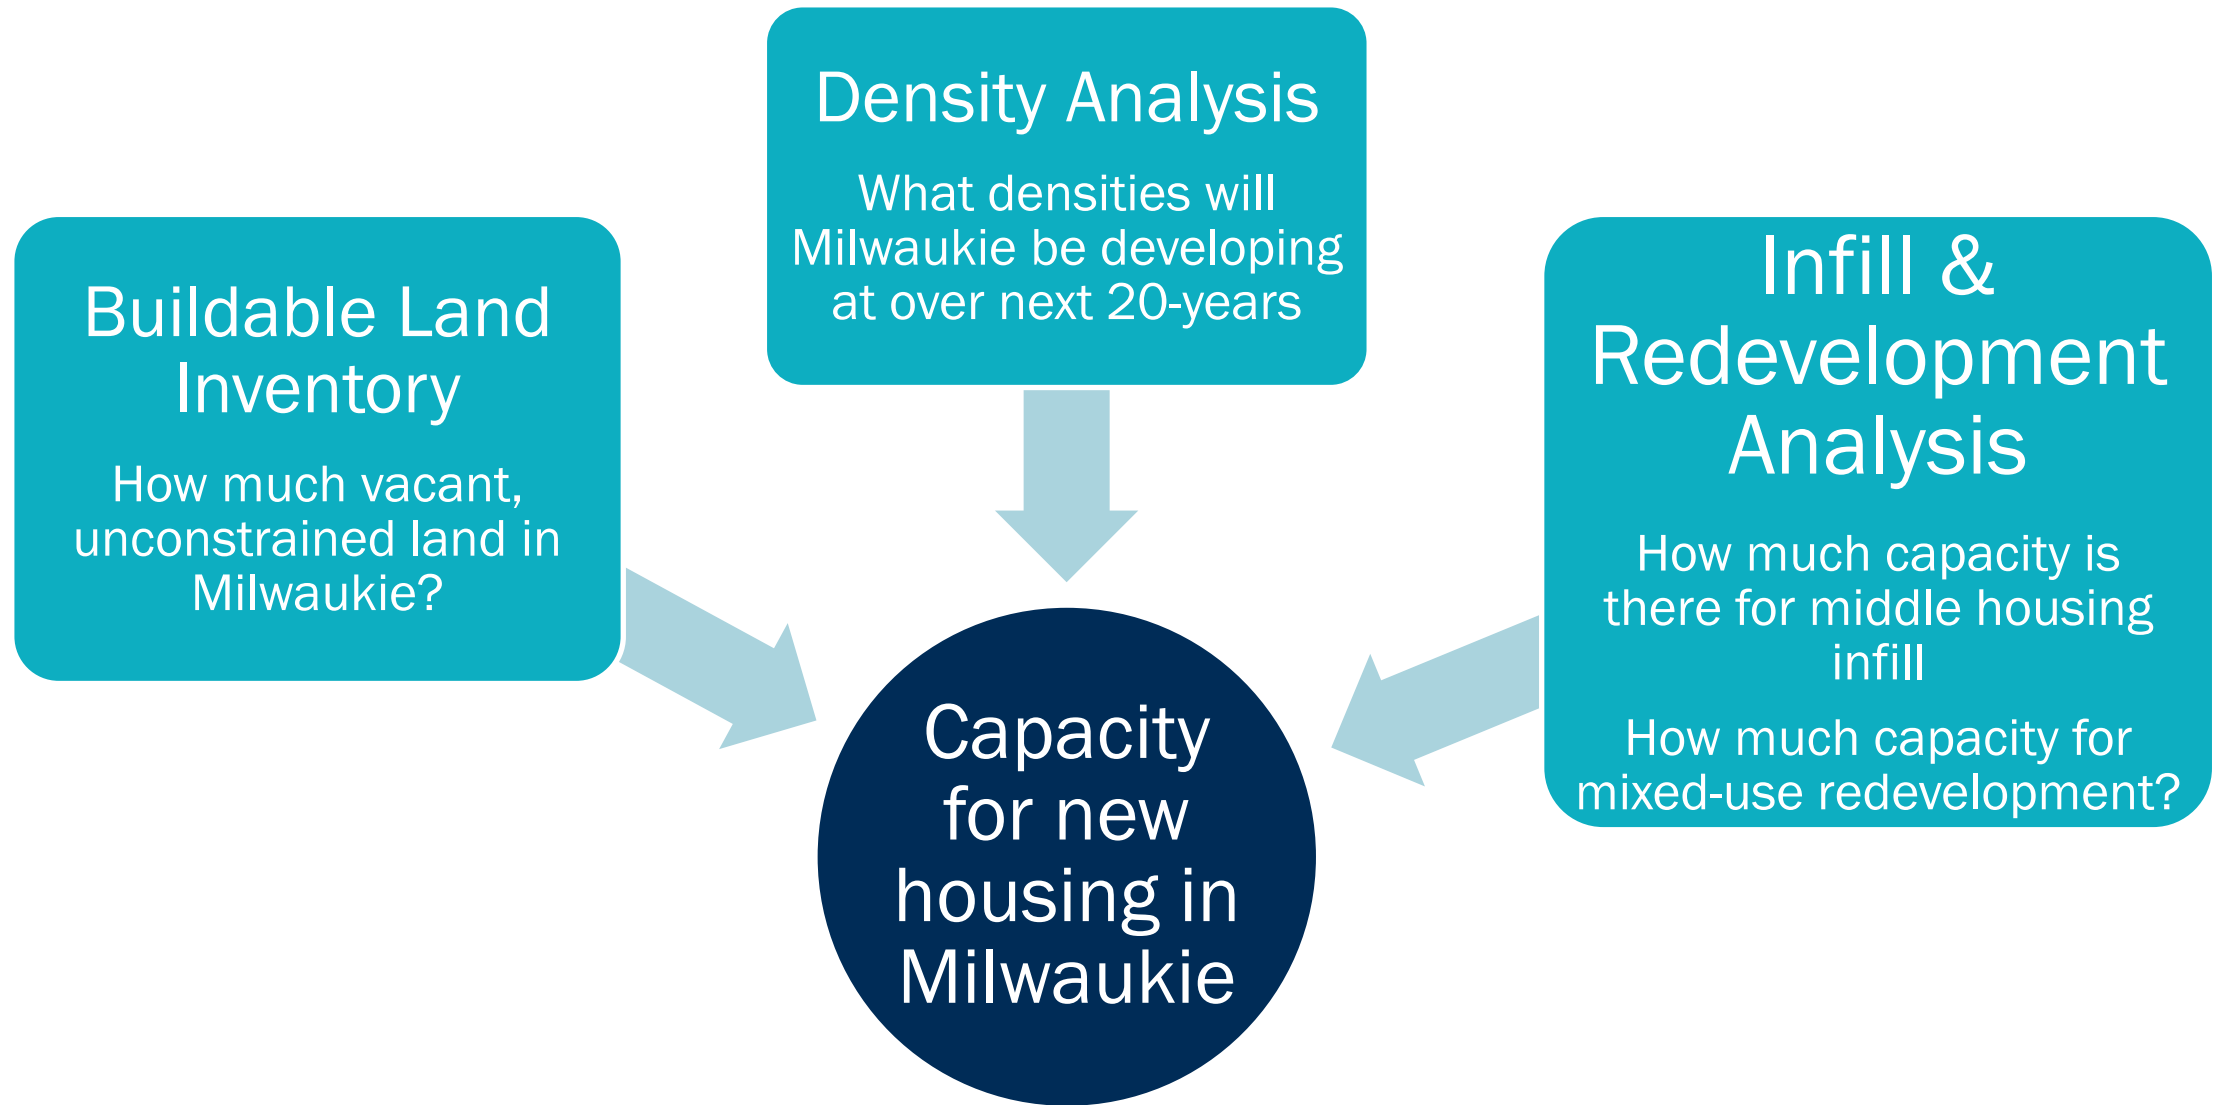 Buildable Land
Inventory
How much vacant,
unconstrained land in
Milwaukie?
Density Analysis
What densities will
Milwaukie be developing
at over next 20-years
Infill &
Redevelopment
Analysis
How much capacity is
there for middle housing
infill
How much capacity for
mixed-use redevelopment?
Capacity
for new
housing in
Milwaukie